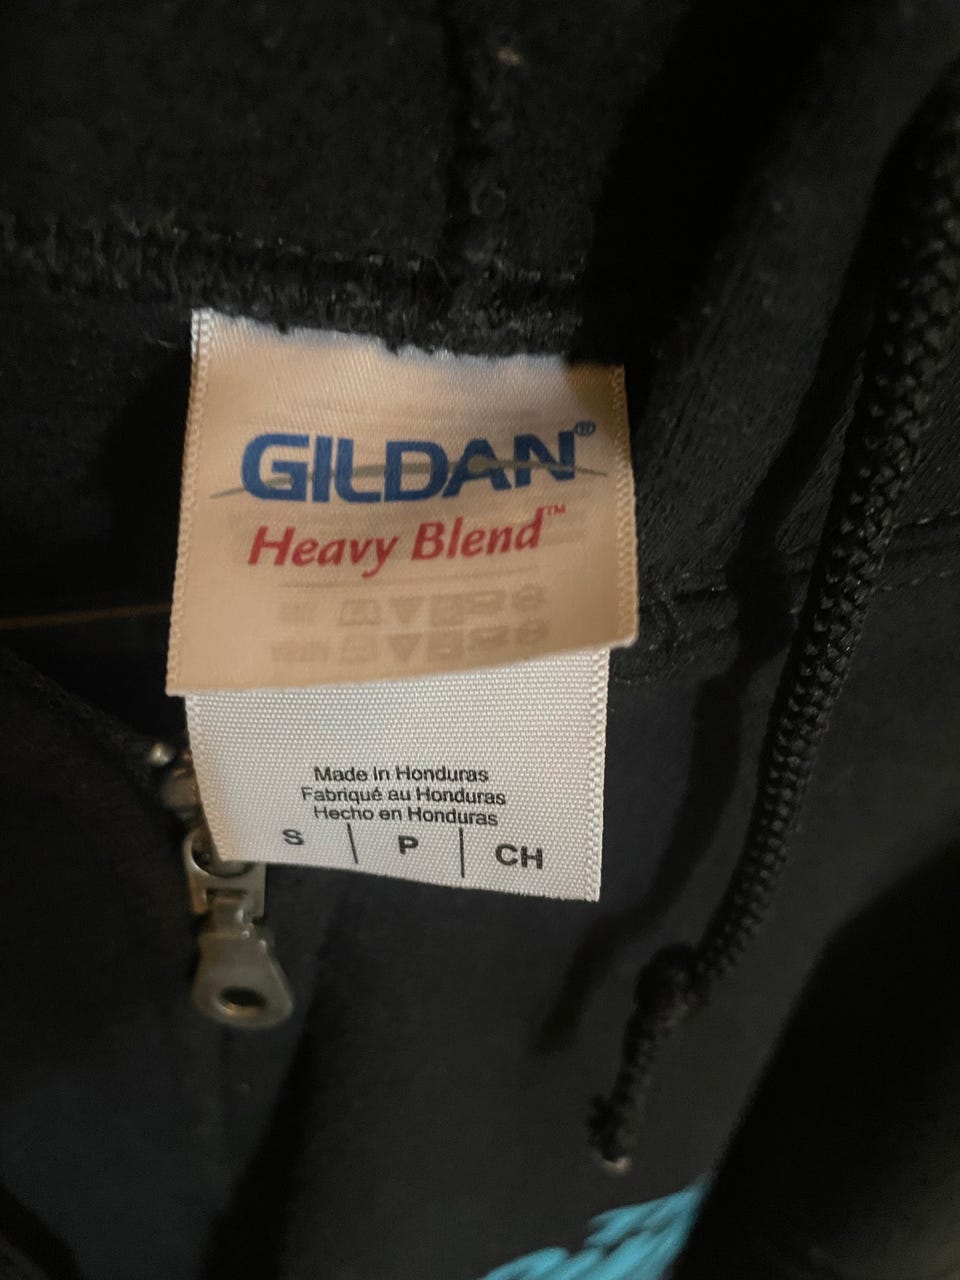 GILDAN®
Heavy Blend™
Made in Honduras
Fabriqué au Honduras
Hecho en Honduras
S | P | CH